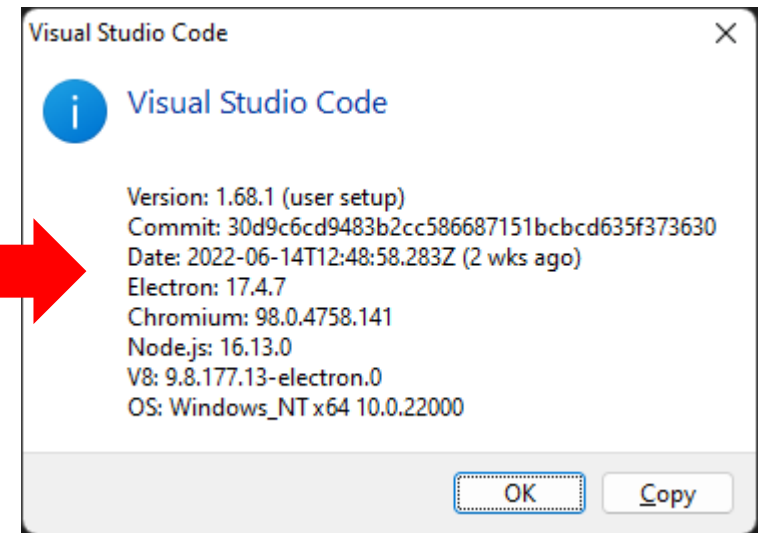 Visual Studio Code
Visual Studio Code
Version: 1.68.1 (user setup)
Commit: 30d9c6cd9483b2cc586687151bcbcd635f373630
Date: 2022-06-14T12:48:58.283Z (2 wks ago)
Electron: 17.4.7
Chromium: 98.0.4758.141
Node.js: 16.13.0
V8: 9.8.177.13-electron.0
OS: Windows_NT x64 10.0.22000
OK
Copy